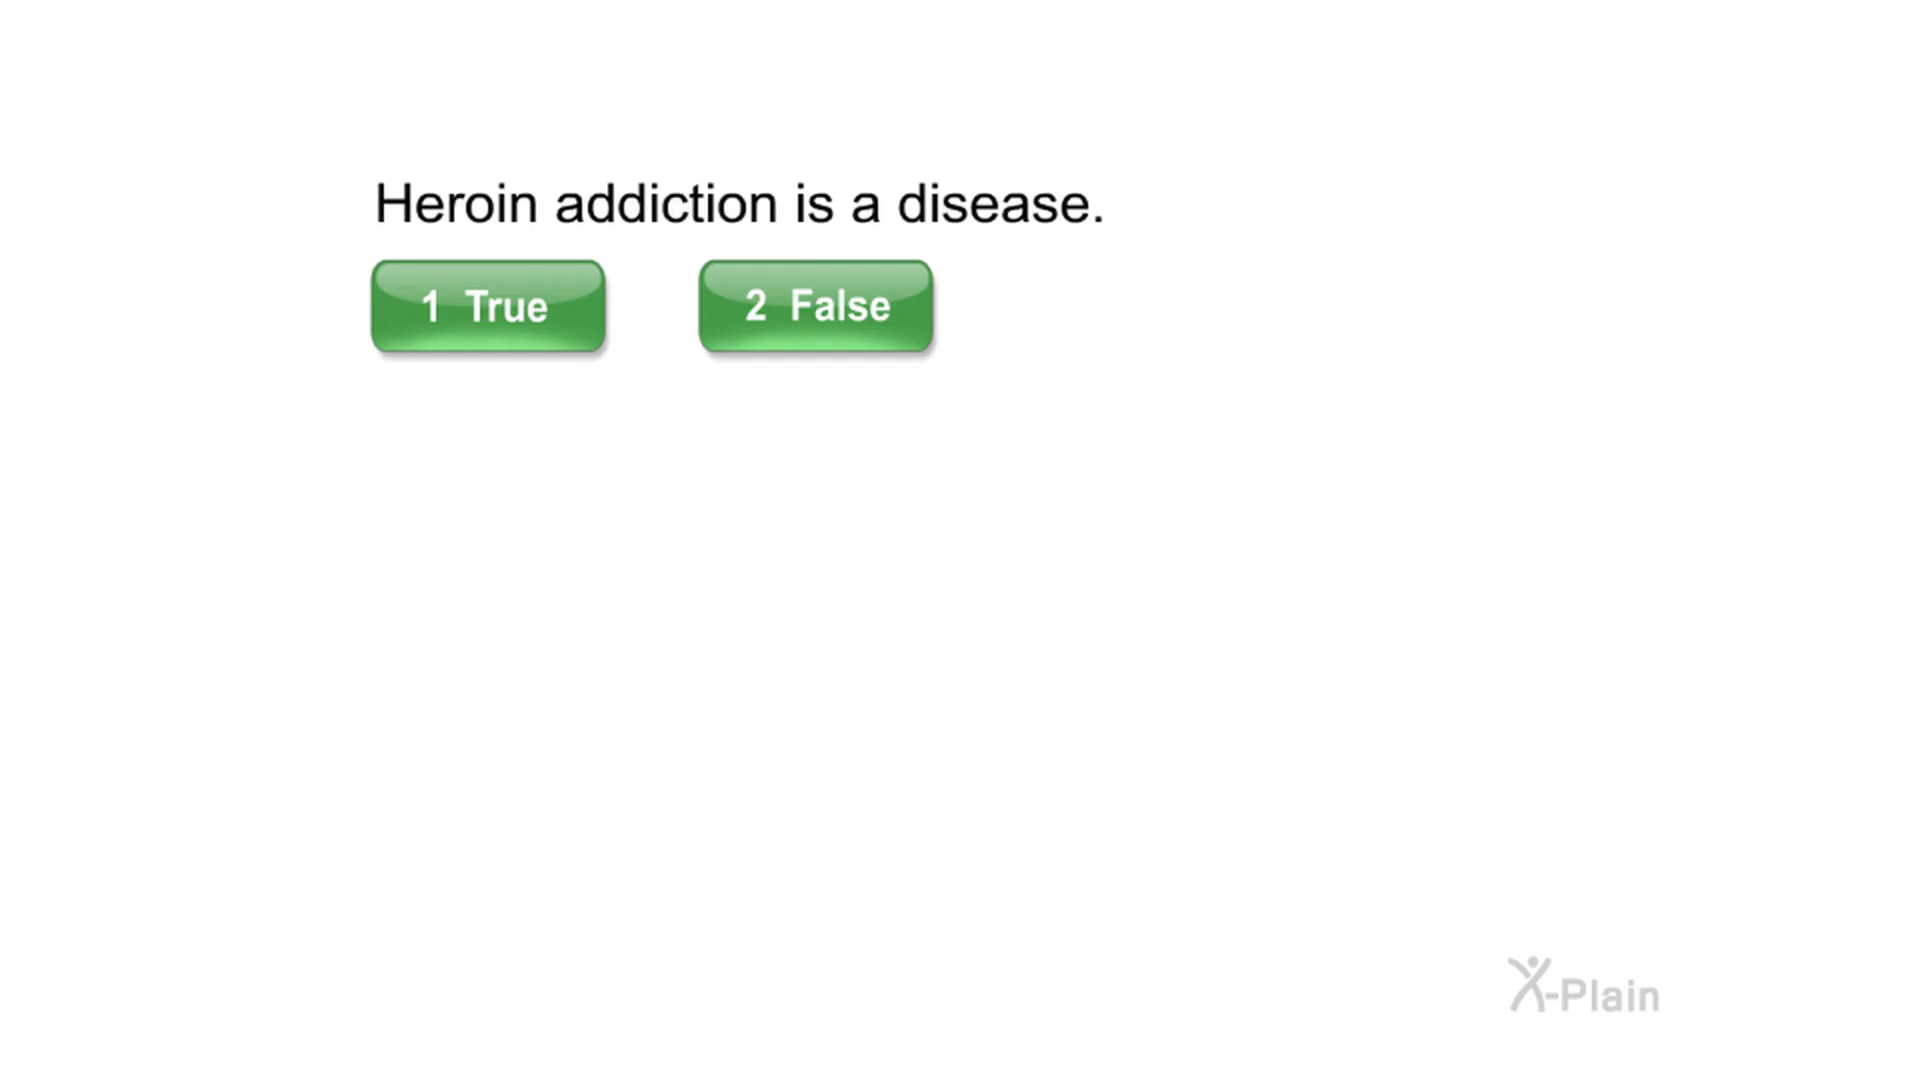 Heroin addiction is a disease.
1 True 2 False
X-Plain